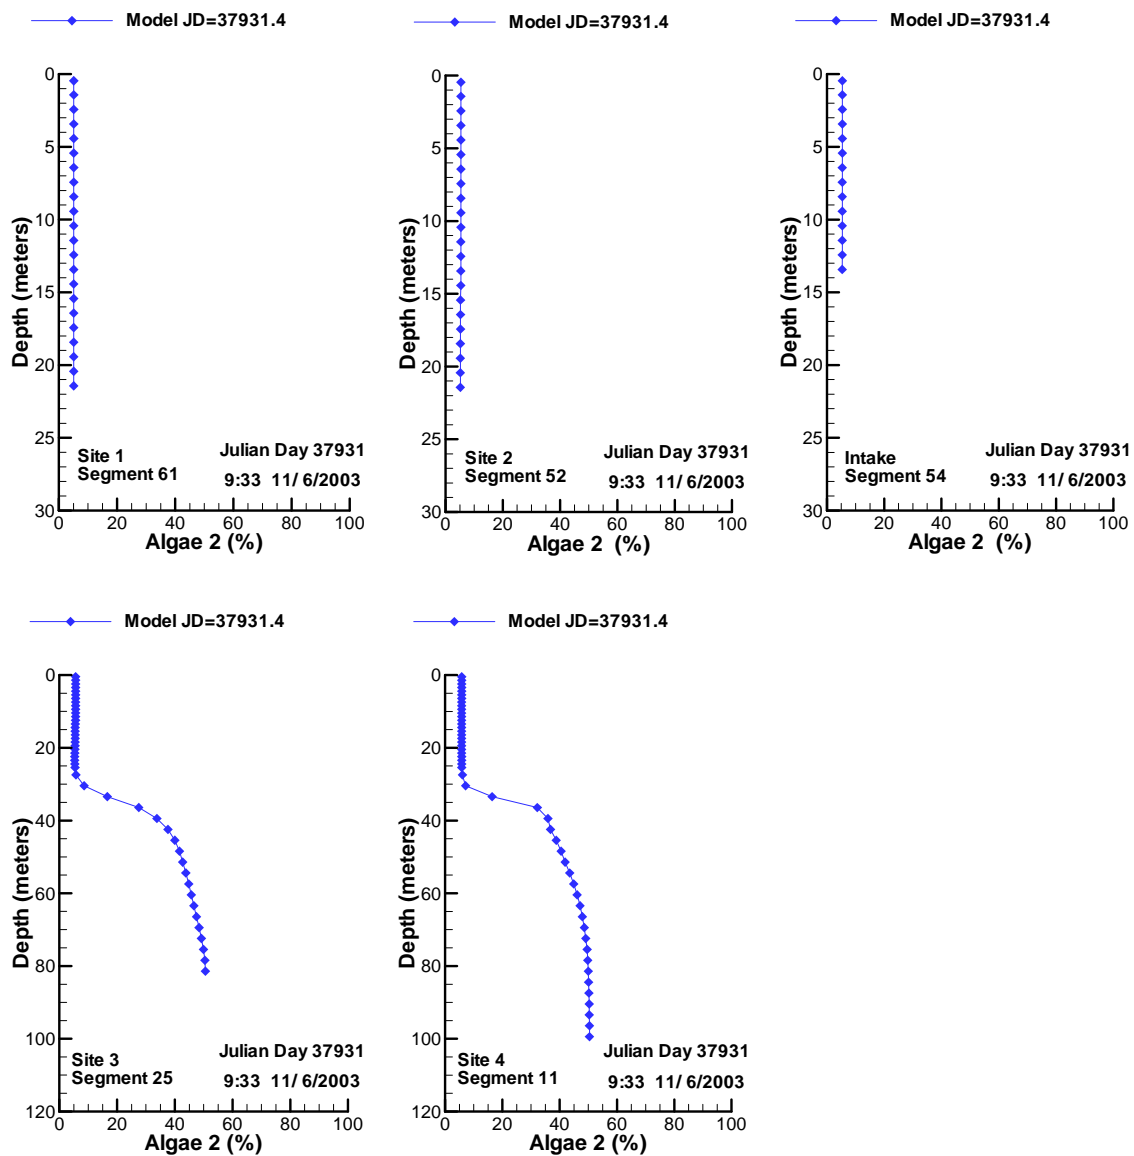 Model JD=37931.4
0
5
10
15
20
25
30
Depth (meters)
Site 1
Segment 61
Julian Day 37931
9:33 11/ 6/2003
0 20 40 60 80 100
Algae 2 (%)
Model JD=37931.4
0
5
10
15
20
25
30
Depth (meters)
Site 2
Segment 52
Julian Day 37931
9:33 11/ 6/2003
0 20 40 60 80 100
Algae 2 (%)
Model JD=37931.4
0
5
10
15
20
25
30
Depth (meters)
Intake
Segment 54
Julian Day 37931
9:33 11/ 6/2003
0 20 40 60 80 100
Algae 2 (%)
Model JD=37931.4
0
20
40
60
80
100
120
Depth (meters)
Site 3
Segment 25
Julian Day 37931
9:33 11/ 6/2003
0 20 40 60 80 100
Algae 2 (%)
Model JD=37931.4
0
20
40
60
80
100
120
Depth (meters)
Site 4
Segment 11
Julian Day 37931
9:33 11/ 6/2003
0 20 40 60 80 100
Algae 2 (%)